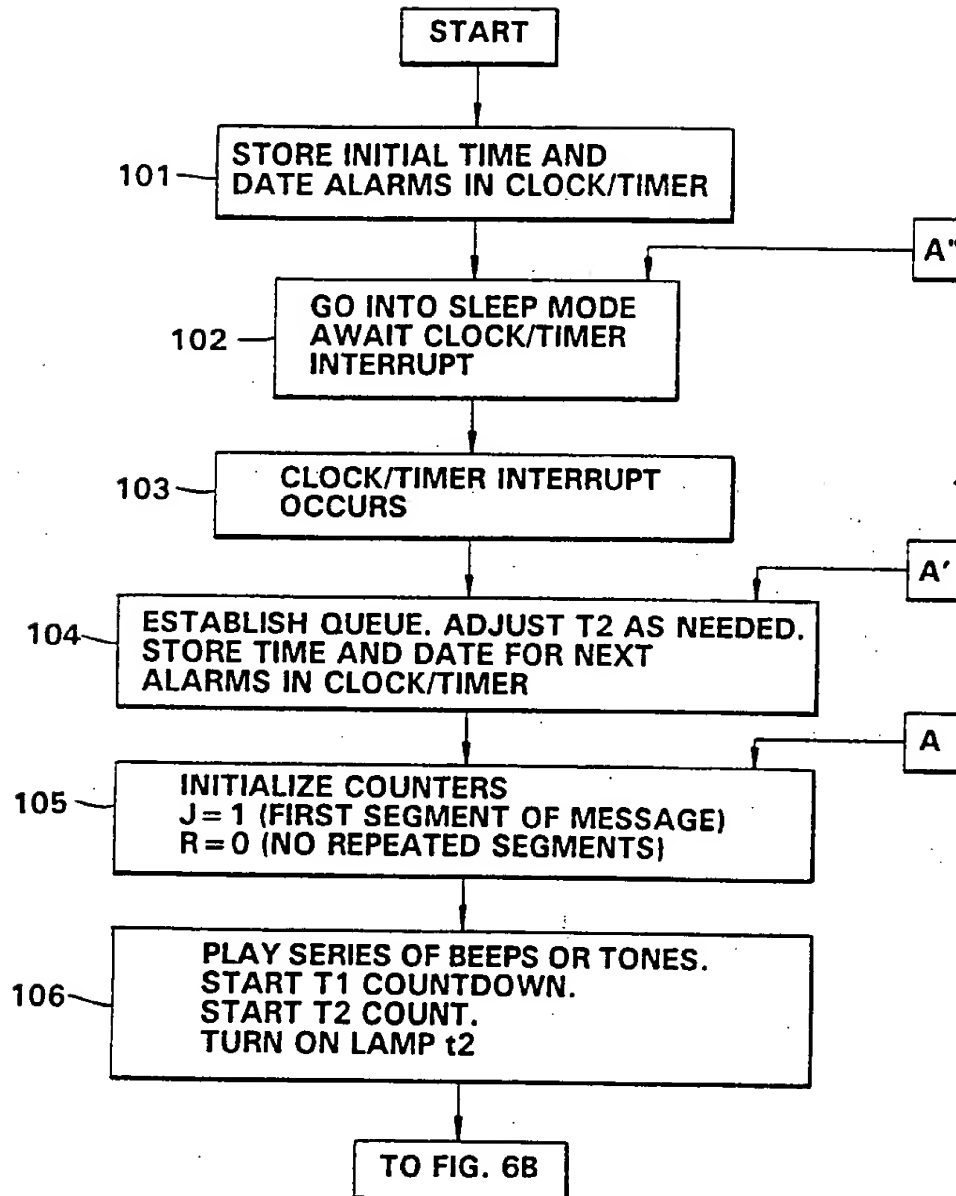 START
101
STORE INITIAL TIME AND
DATE ALARMS IN CLOCK/TIMER
A"
102
GO INTO SLEEP MODE
AWAIT CLOCK/TIMER
INTERRUPT
103
CLOCK/TIMER INTERRUPT
OCCURS
A'
104
ESTABLISH QUEUE. ADJUST T2 AS NEEDED.
STORE TIME AND DATE FOR NEXT
ALARMS IN CLOCK/TIMER
A
105
INITIALIZE COUNTERS
J=1 (FIRST SEGMENT OF MESSAGE)
R=0 (NO REPEATED SEGMENTS)
106
PLAY SERIES OF BEEPS OR TONES.
START T1 COUNTDOWN.
START T2 COUNT.
TURN ON LAMP t2
TO FIG. 6B